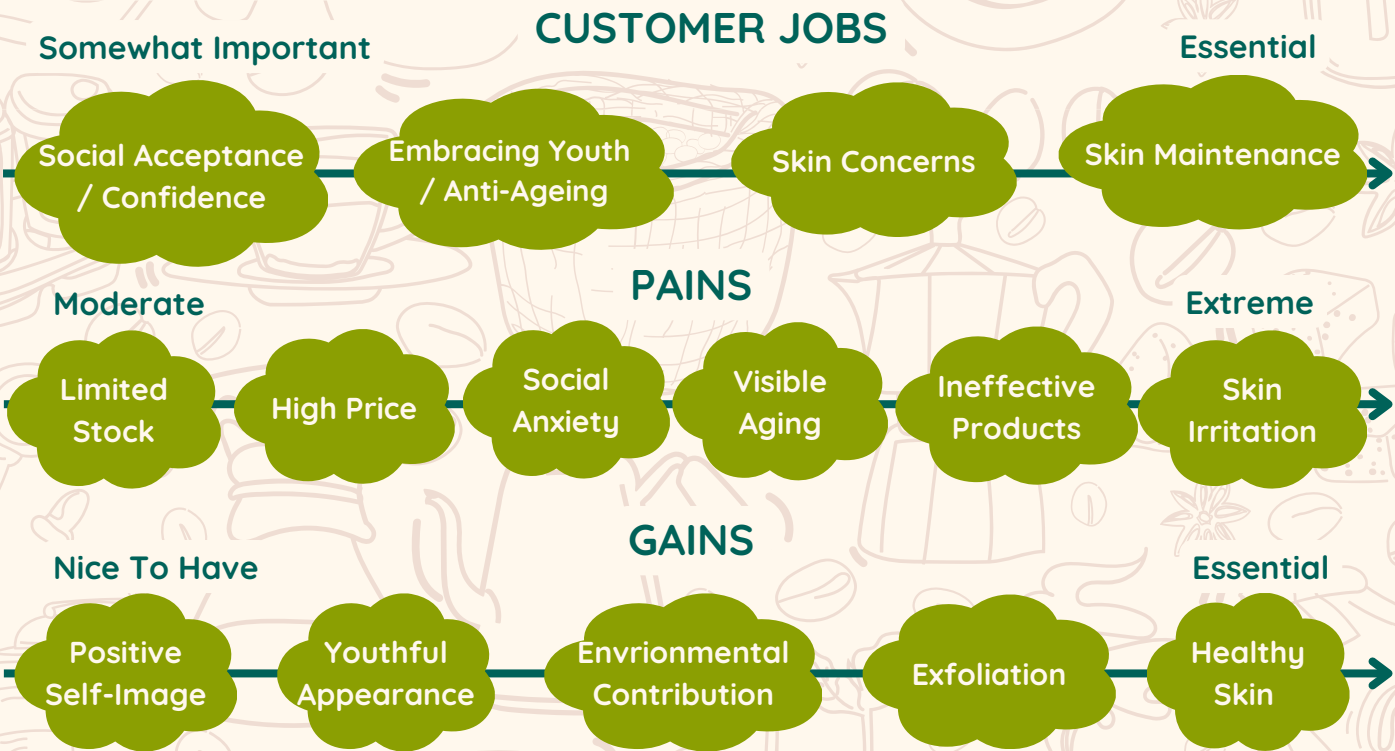 CUSTOMER JOBS
Somewhat Important
Essential
Social Acceptance
/ Confidence
Embracing Youth
/ Anti-Ageing
Skin Concerns
Skin Maintenance
PAINS
Moderate
Extreme
Limited
Stock
High Price
Social
Anxiety
Visible
Aging
Ineffective
Products
Skin
Irritation
GAINS
Nice To Have
Essential
Positive
Self-Image
Youthful
Appearance
Envrionmental
Contribution
Exfoliation
Healthy
Skin